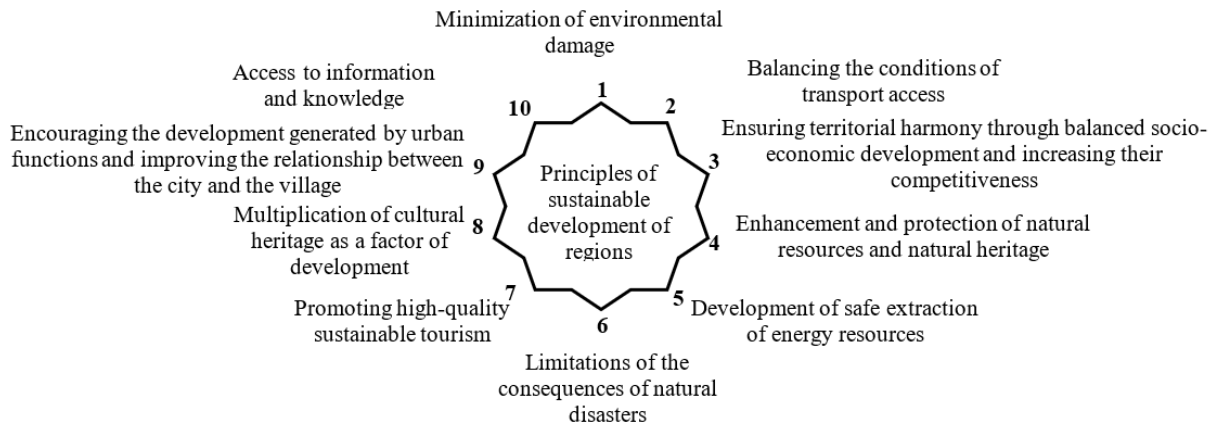 Minimization of environmental
damage
1
Balancing the conditions of
transport access
2
Ensuring territorial harmony through balanced socio-
economic development and increasing their
competitiveness
3
Enhancement and protection of natural
resources and natural heritage
4
Development of safe extraction
of energy resources
5
Limitations of the
consequences of natural
disasters
6
Promoting high-quality
sustainable tourism
7
Multiplication of cultural
heritage as a factor of
development
8
Encouraging the development generated by urban
functions and improving the relationship between
the city and the village
9
Access to information
and knowledge
10
Principles of
sustainable
development of
regions